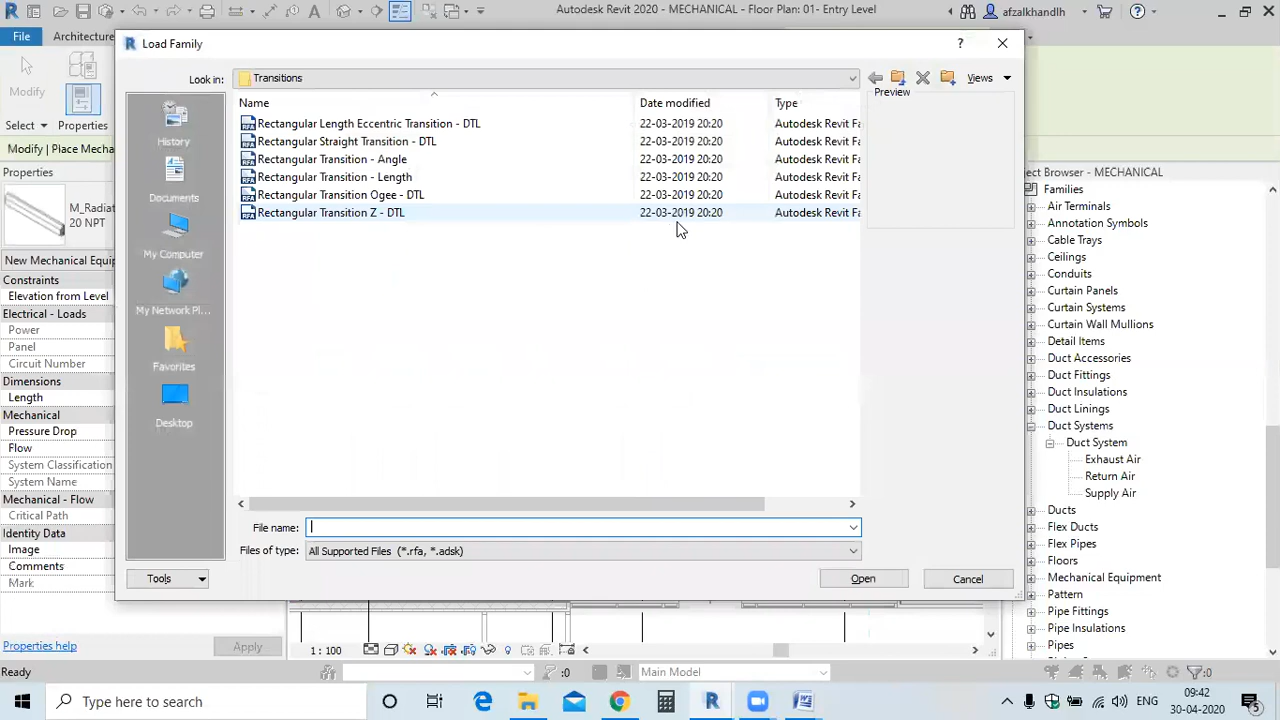 Autodesk Revit 2020 - MECHANICAL - Floor Plan: 01- Entry Level
afzalkhandlh
File
Architecture
Modify
Select
Properties
Modify | Place Mecha
Properties
M_Radiat
20 NPT
New Mechanical Equip
Constraints
Elevation from Level
Electrical - Loads
Power
Panel
Circuit Number
Dimensions
Length
Mechanical
Pressure Drop
Flow
System Classification
System Name
Mechanical - Flow
Critical Path
Identity Data
Image
Comments
Mark
Properties help
Apply
Load Family
Look in:
Transitions
Views
Preview
Name
Date modified
Type
Rectangular Length Eccentric Transition - DTL 22-03-2019 20:20 Autodesk Revit Fa
Rectangular Straight Transition - DTL 22-03-2019 20:20 Autodesk Revit Fa
Rectangular Transition - Angle 22-03-2019 20:20 Autodesk Revit Fa
Rectangular Transition - Length 22-03-2019 20:20 Autodesk Revit Fa
Rectangular Transition Ogee - DTL 22-03-2019 20:20 Autodesk Revit Fa
Rectangular Transition Z - DTL 22-03-2019 20:20 Autodesk Revit Fa
History
Documents
My Computer
My Network Pl...
Favorites
Desktop
File name:
Files of type:
All Supported Files (*.rfa, *.adsk)
Tools
Open
Cancel
ject Browser - MECHANICAL
Families
Air Terminals
Annotation Symbols
Cable Trays
Ceilings
Conduits
Curtain Panels
Curtain Systems
Curtain Wall Mullions
Detail Items
Duct Accessories
Duct Fittings
Duct Insulations
Duct Linings
Duct Systems
Duct System
Exhaust Air
Return Air
Supply Air
Ducts
Flex Ducts
Flex Pipes
Floors
Mechanical Equipment
Pattern
Pipe Fittings
Pipe Insulations
Pipes
1 : 100
Ready
:0
Main Model
:0
Type here to search
ENG
09:42
30-04-2020
5